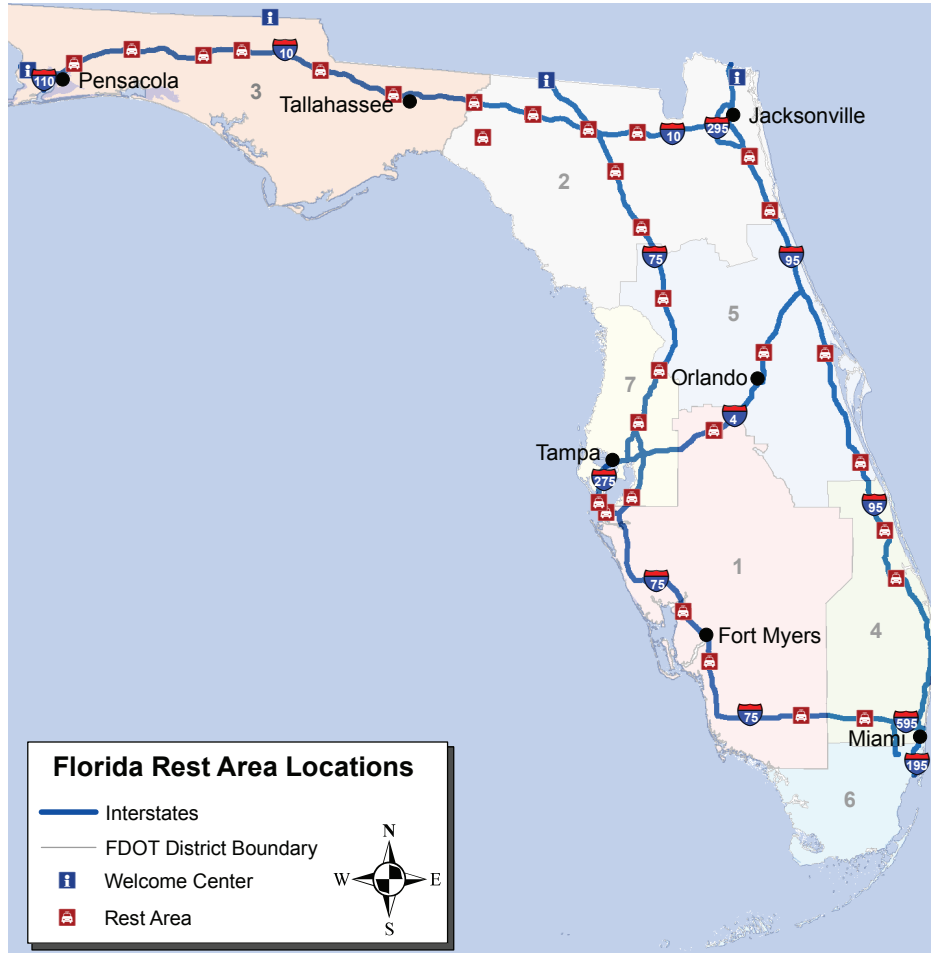 10
110
Pensacola
3
Tallahassee
Jacksonville
295
10
2
75
95
5
7
Orlando
4
Tampa
275
95
1
75
Fort Myers
4
75
595
Miami
195
6
Florida Rest Area Locations
Interstates
FDOT District Boundary
Welcome Center
Rest Area
N
W E
S